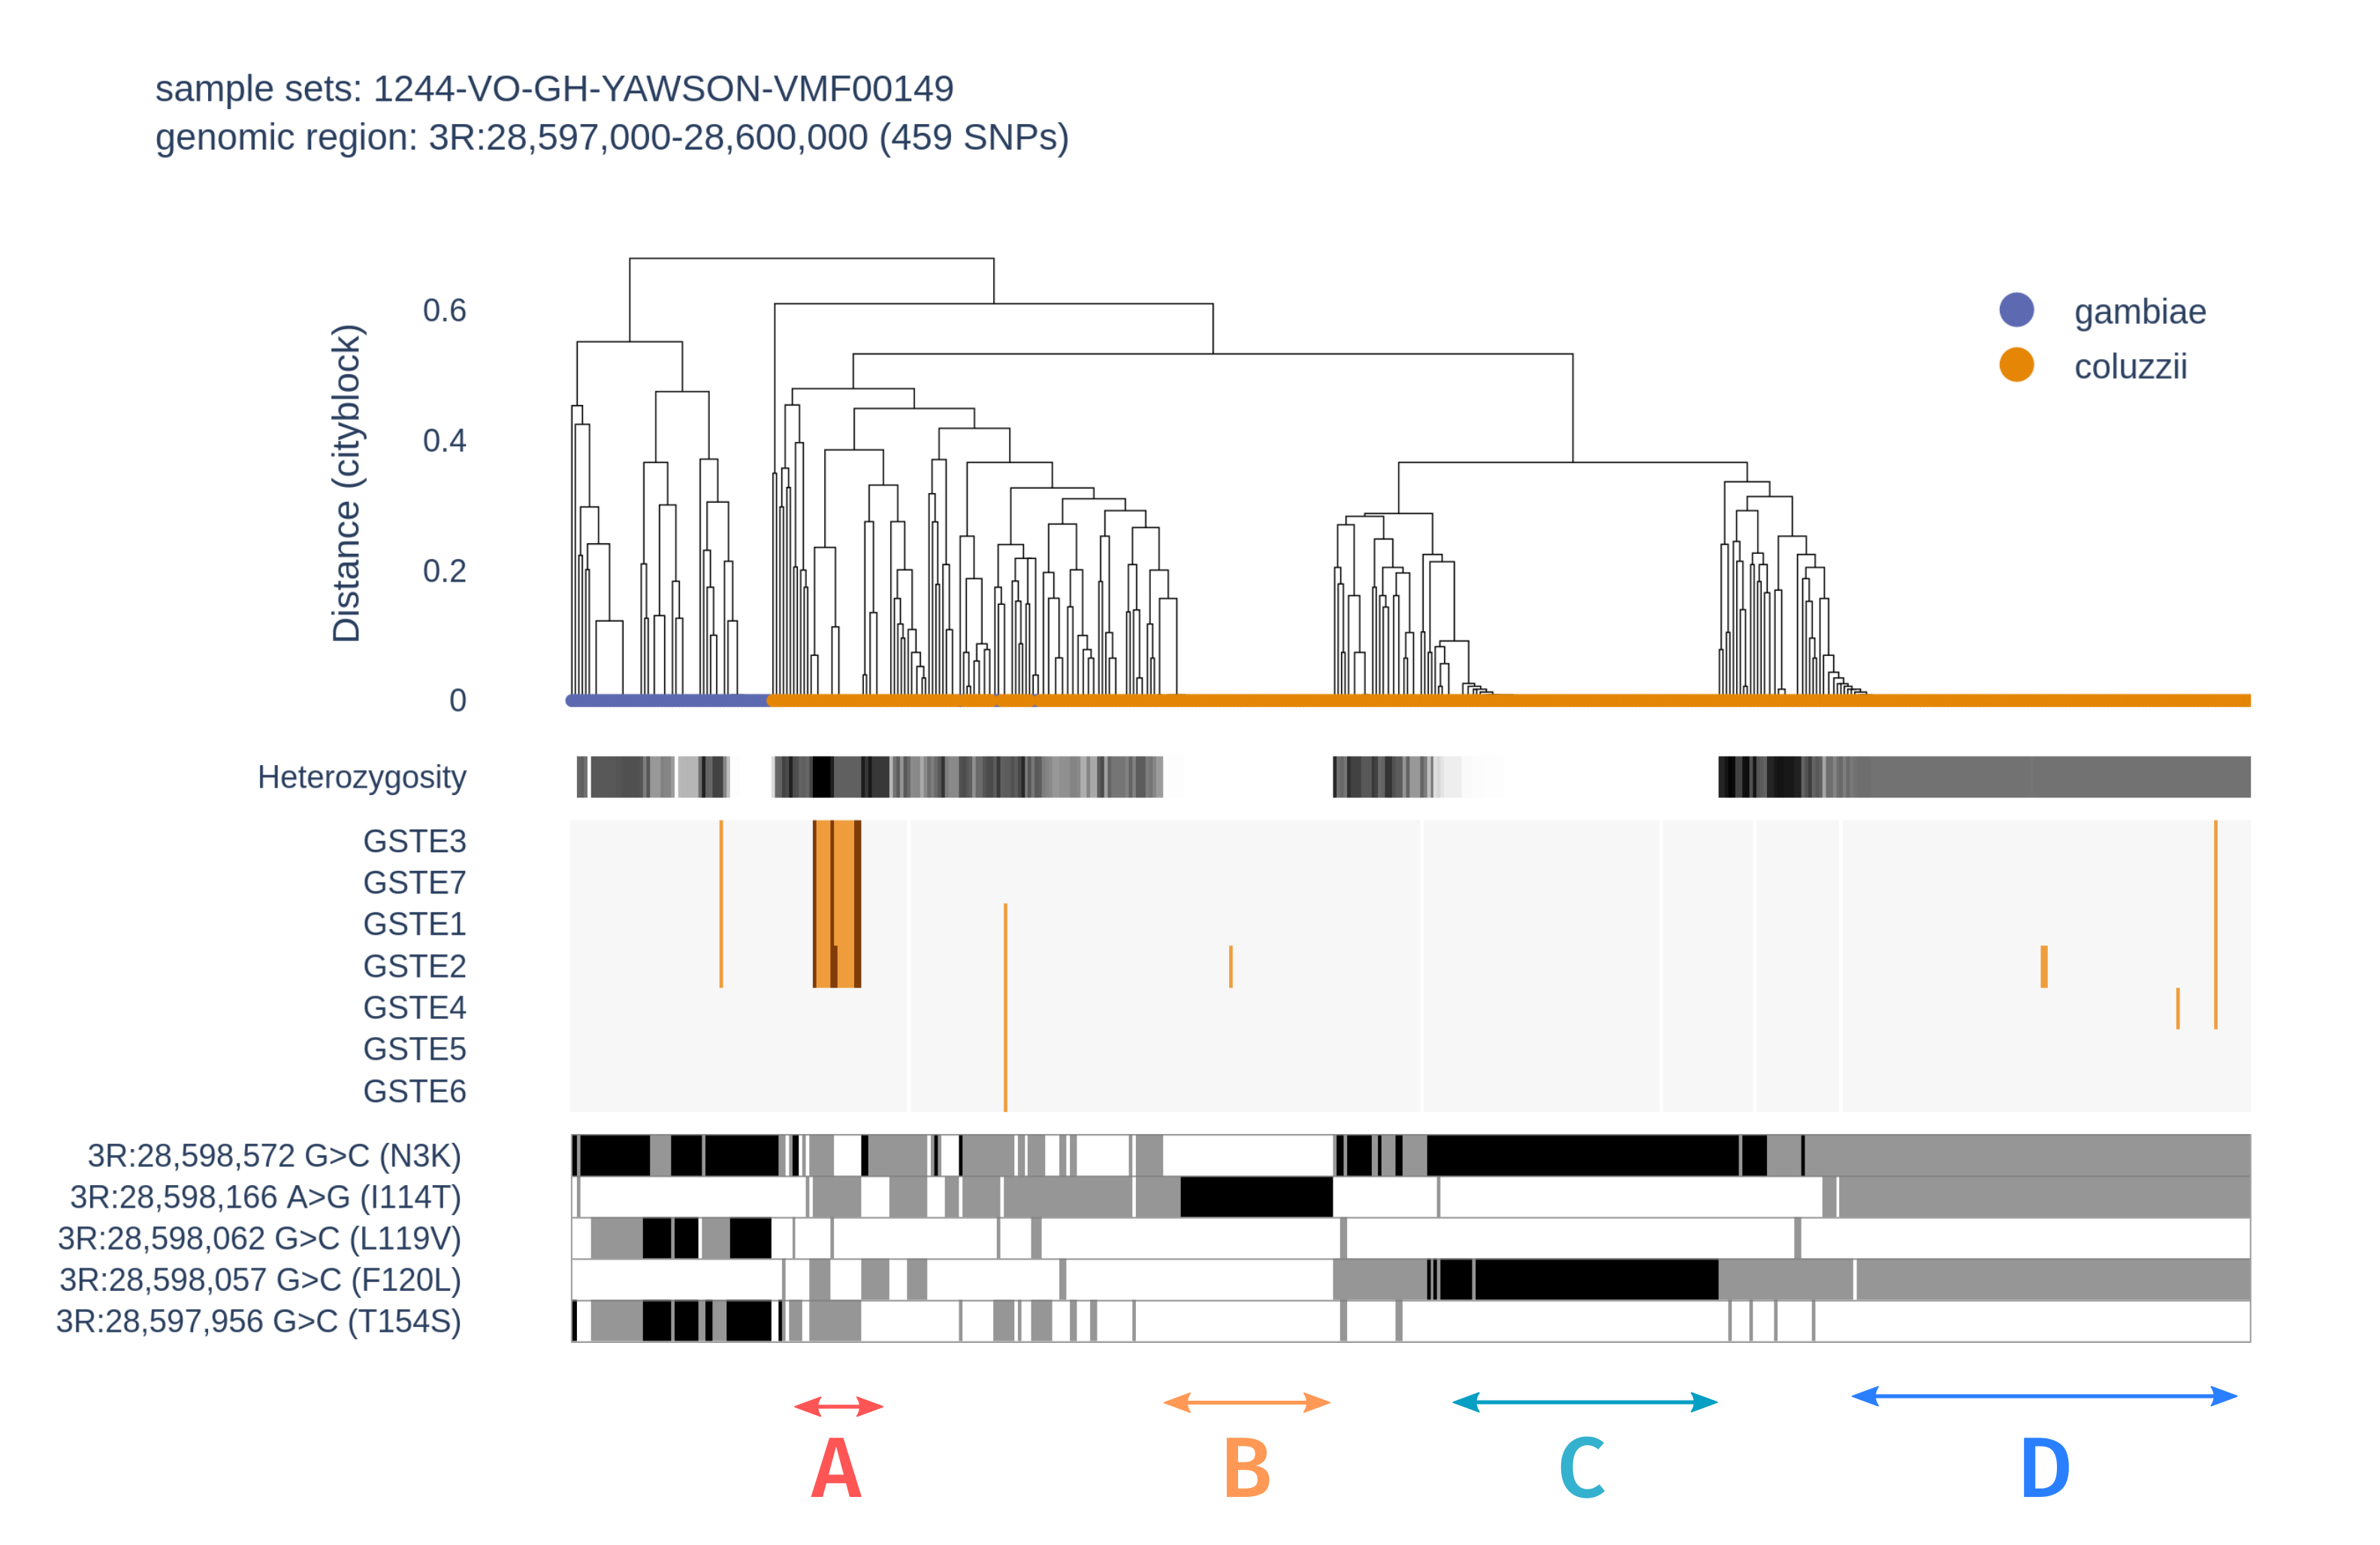 sample sets: 1244-VO-GH-YAWSON-VMF00149
genomic region: 3R:28,597,000-28,600,000 (459 SNPs)
gambiae
coluzzii
Distance (cityblock)
0.6
0.4
0.2
0
Heterozygosity
GSTE3
GSTE7
GSTE1
GSTE2
GSTE4
GSTE5
GSTE6
3R:28,598,572 G>C (N3K)
3R:28,598,166 A>G (I114T)
3R:28,598,062 G>C (L119V)
3R:28,598,057 G>C (F120L)
3R:28,597,956 G>C (T154S)
A B C D